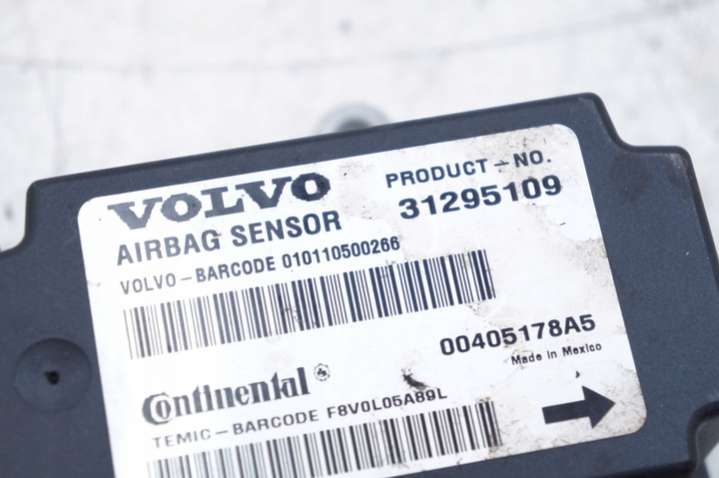 VOLVO
PRODUCT-NO.
AIRBAG SENSOR
31295109
VOLVO-BARCODE 010110500266
00405178A5
Made in Mexico
Continental
TEMIC-BARCODE F8V0L05A89L